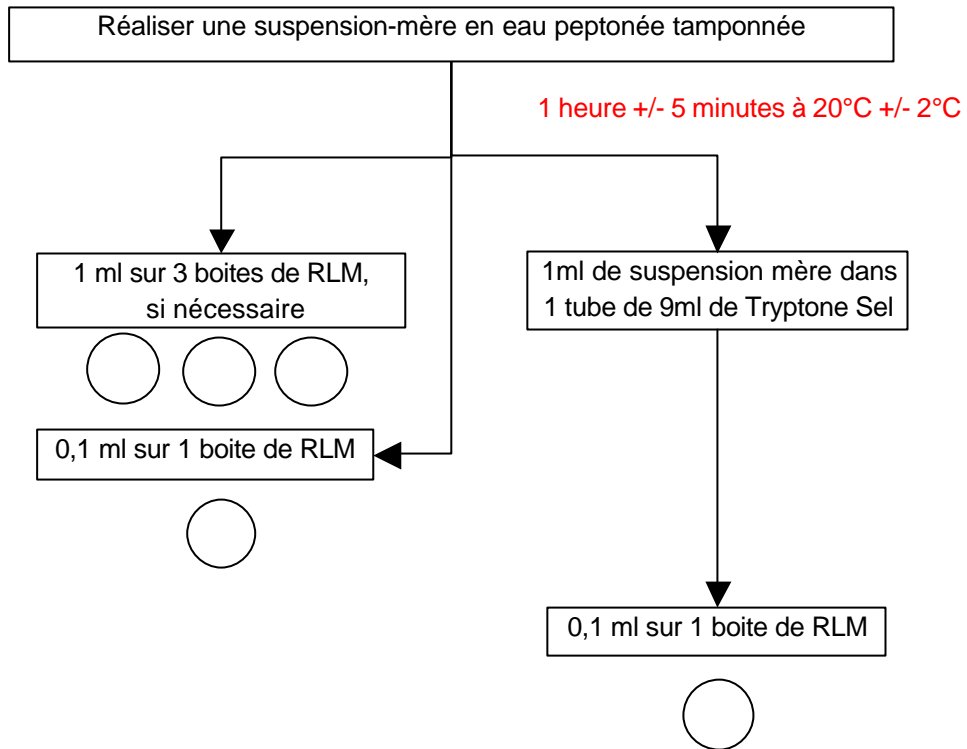 Réaliser une suspension-mère en eau peptonée tamponnée
1 heure +/- 5 minutes à 20°C +/- 2°C
1 ml sur 3 boites de RLM,
si nécessaire
1ml de suspension mère dans
1 tube de 9ml de Tryptone Sel
0,1 ml sur 1 boite de RLM
0,1 ml sur 1 boite de RLM